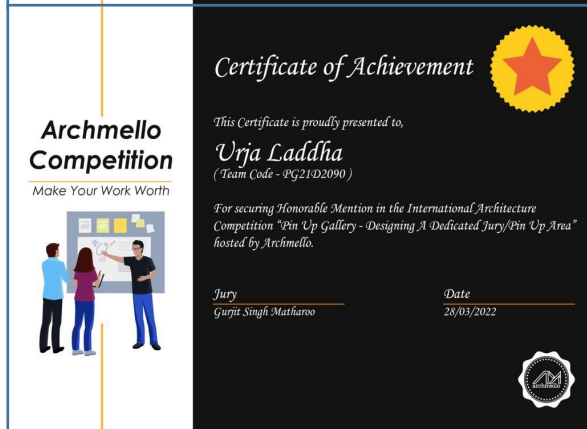 Archmello
Competition
Make Your Work Worth
Certificate of Achievement
This Certificate is proudly presented to,
Urja Laddha
( Team Code - PG21D2090 )
For securing Honorable Mention in the International Architecture
Competition "Pin Up Gallery - Designing A Dedicated Jury/Pin Up Area"
hosted by Archmello.
Jury
Gurjit Singh Matharoo
Date
28/03/2022
archmello